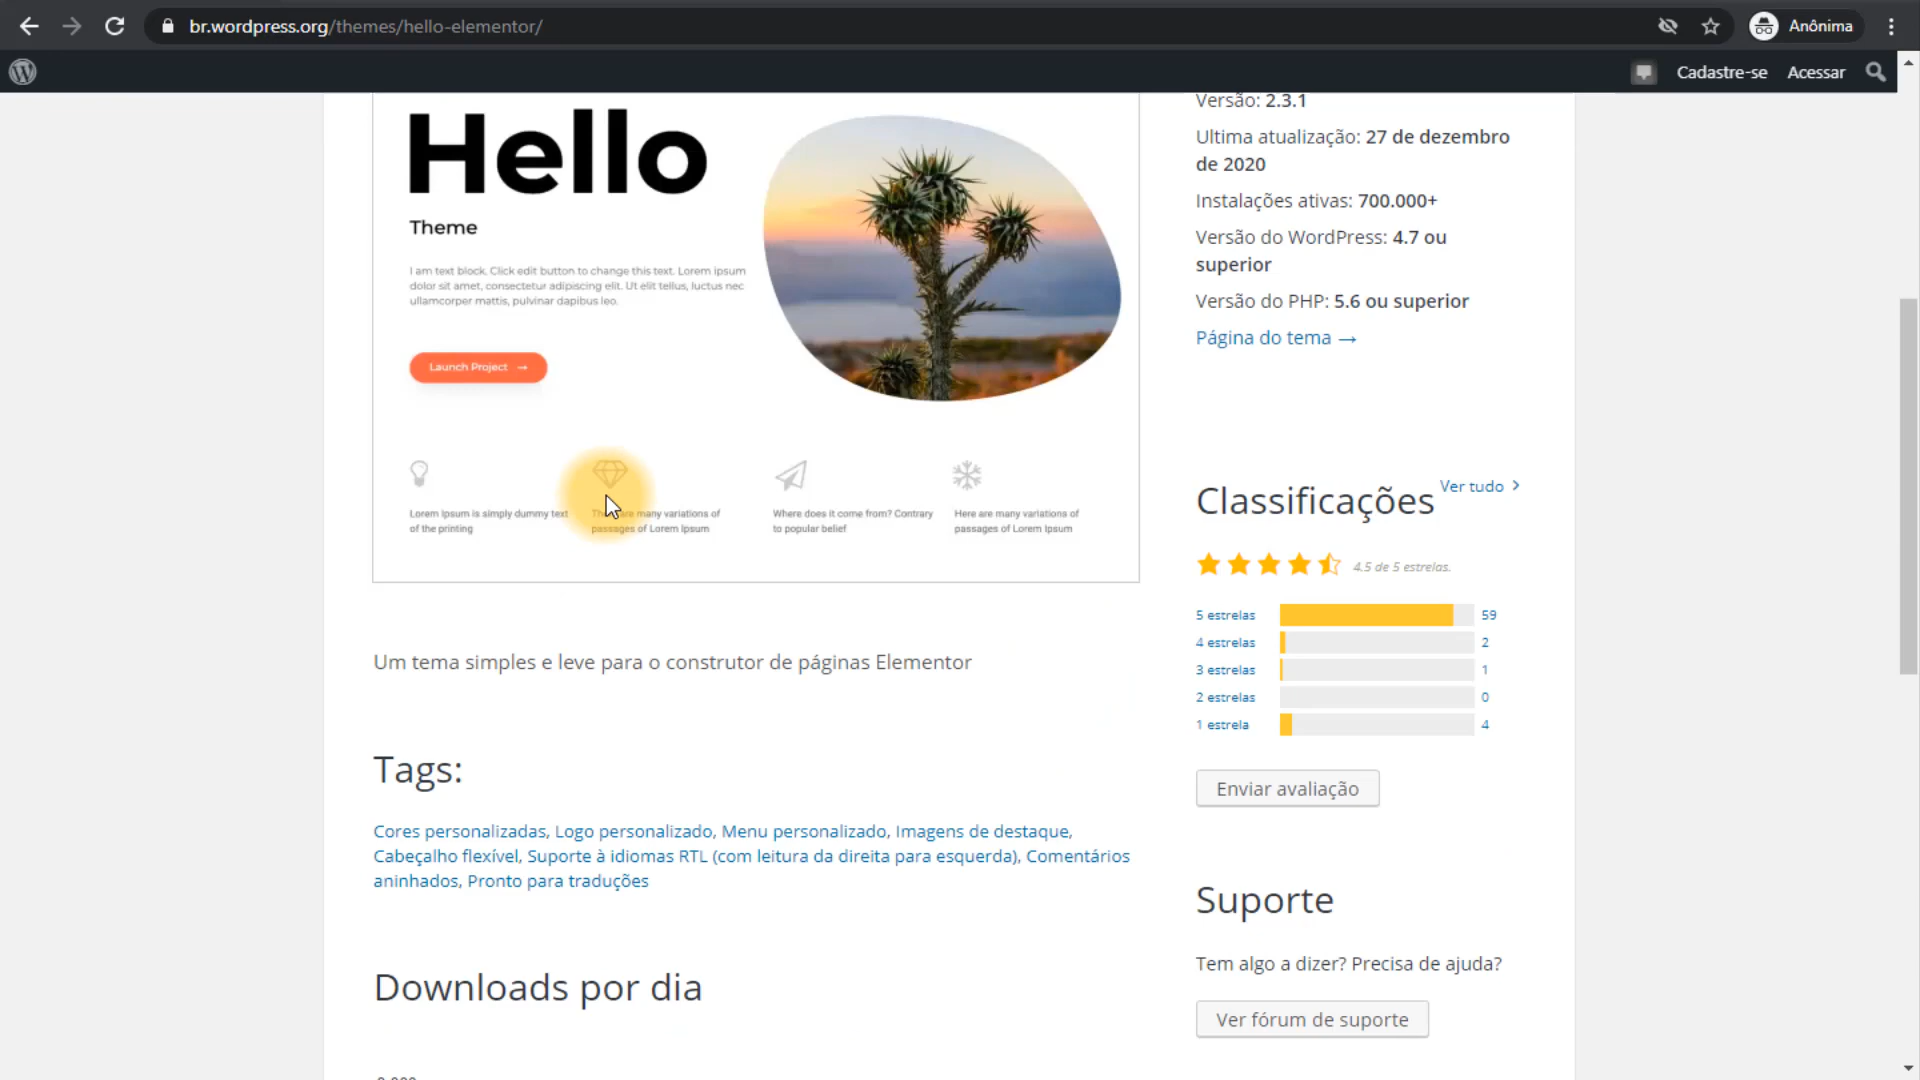 br.wordpress.org/themes/hello-elementor/
Anônima
Cadastre-se
Acessar
Hello
Theme
I am text block. Click edit button to change this text. Lorem ipsum
dolor sit amet, consectetur adipiscing elit. Ut elit tellus, luctus nec
ullamcorper mattis, pulvinar dapibus leo.
Launch Project →
Lorem Ipsum is simply dummy text
of the printing
are many variations of
passages of Lorem Ipsum
Where does it come from? Contrary
to popular belief
Here are many variations of
passages of Lorem Ipsum
Um tema simples e leve para o construtor de páginas Elementor
Tags:
Cores personalizadas, Logo personalizado, Menu personalizado, Imagens de destaque,
Cabeçalho flexível, Suporte à idiomas RTL (com leitura da direita para esquerda), Comentários
aninhados, Pronto para traduções
Downloads por dia
Versão: 2.3.1
Ultima atualização: 27 de dezembro
de 2020
Instalações ativas: 700.000+
Versão do WordPress: 4.7 ou
superior
Versão do PHP: 5.6 ou superior
Página do tema →
Classificações
Ver tudo >
4.5 de 5 estrelas.
5 estrelas 59
4 estrelas 2
3 estrelas 1
2 estrelas 0
1 estrela 4
Enviar avaliação
Suporte
Tem algo a dizer? Precisa de ajuda?
Ver fórum de suporte